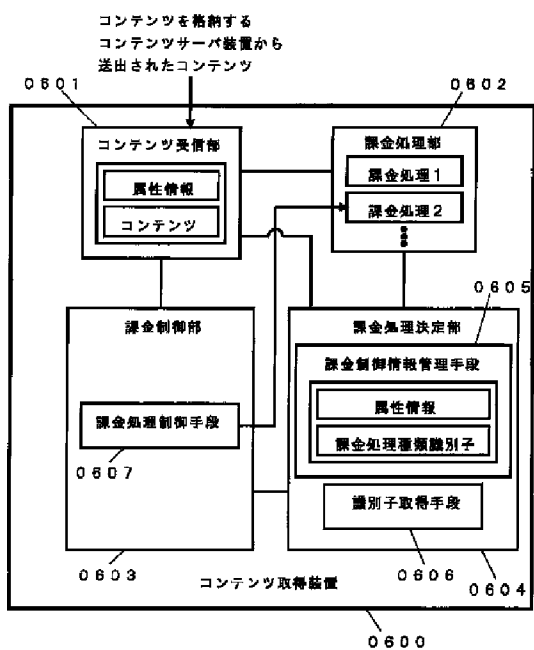 コンテンツを格納する
コンテンツサーバ装置から
送出されたコンテンツ
0601
0602
コンテンツ受信部
属性情報
コンテンツ
課金処理部
課金処理1
課金処理2
0605
課金制御部
課金処理制御手段
0607
課金処理決定部
課金制御情報管理手段
属性情報
課金処理種類識別子
識別子取得手段
0603
コンテンツ取得装置
0606
0604
0600